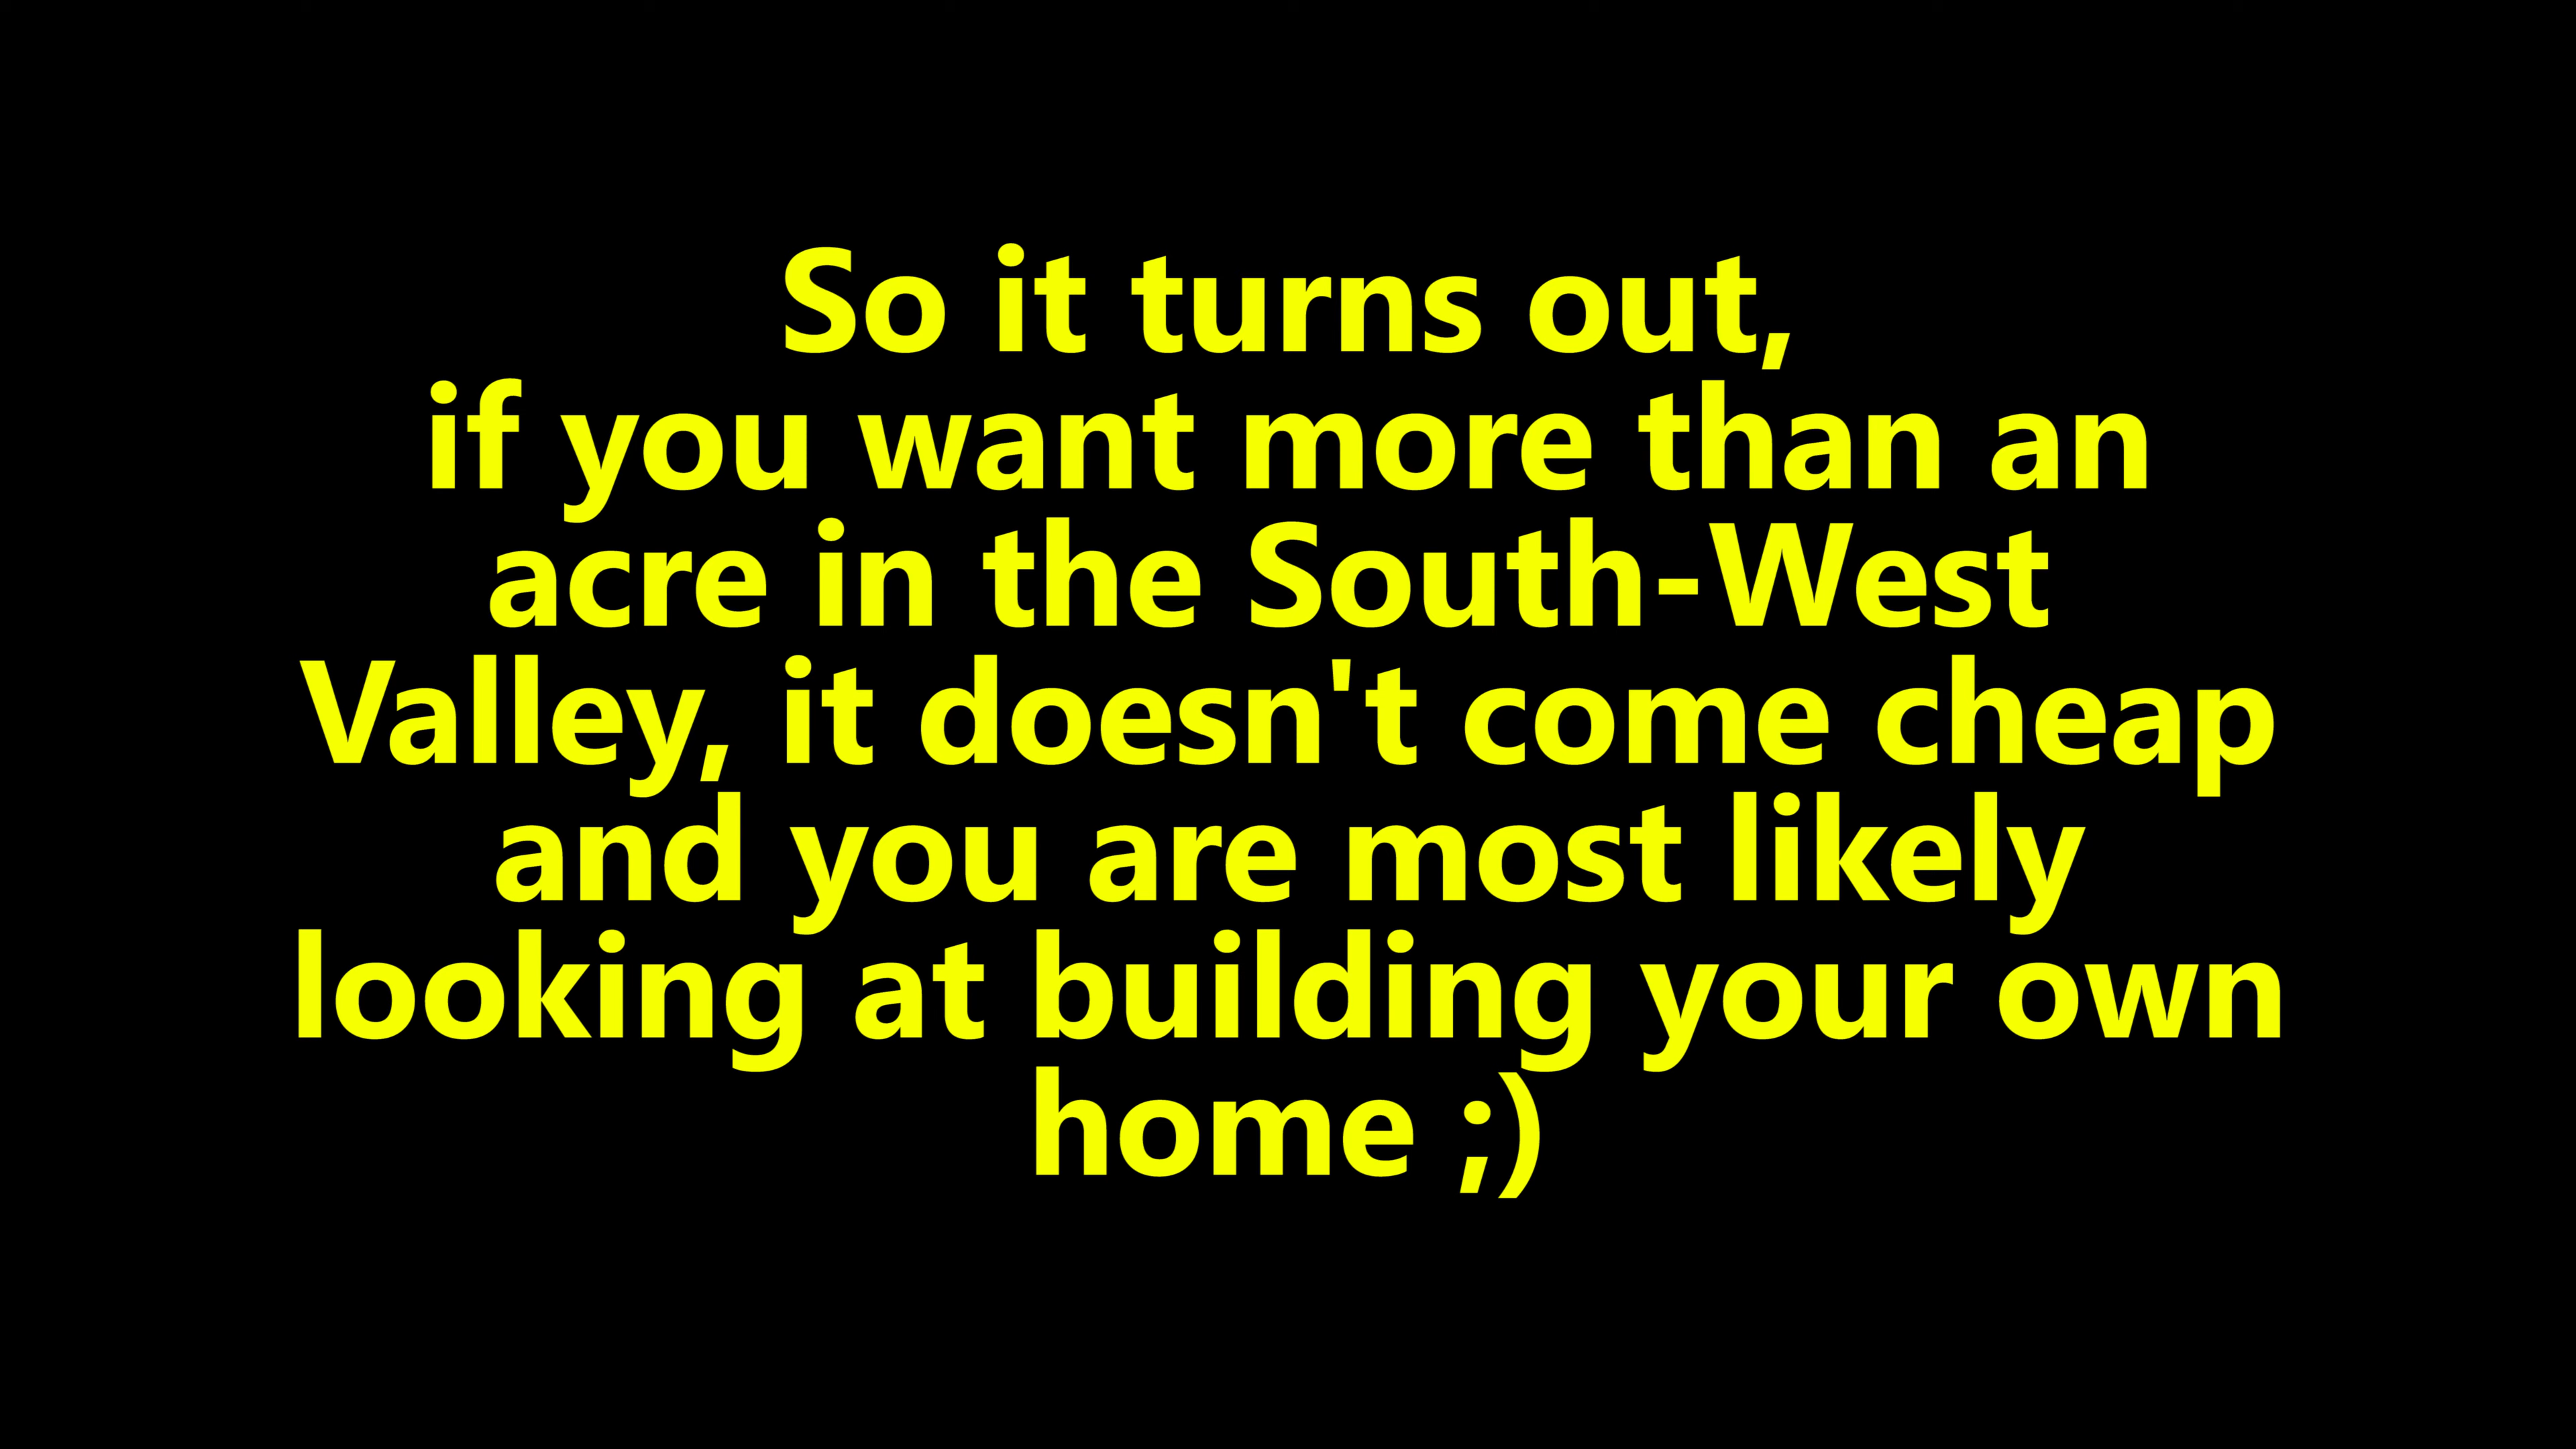 So it turns out,
if you want more than an
acre in the South-West
Valley, it doesn't come cheap
and you are most likely
looking at building your own
home ;)